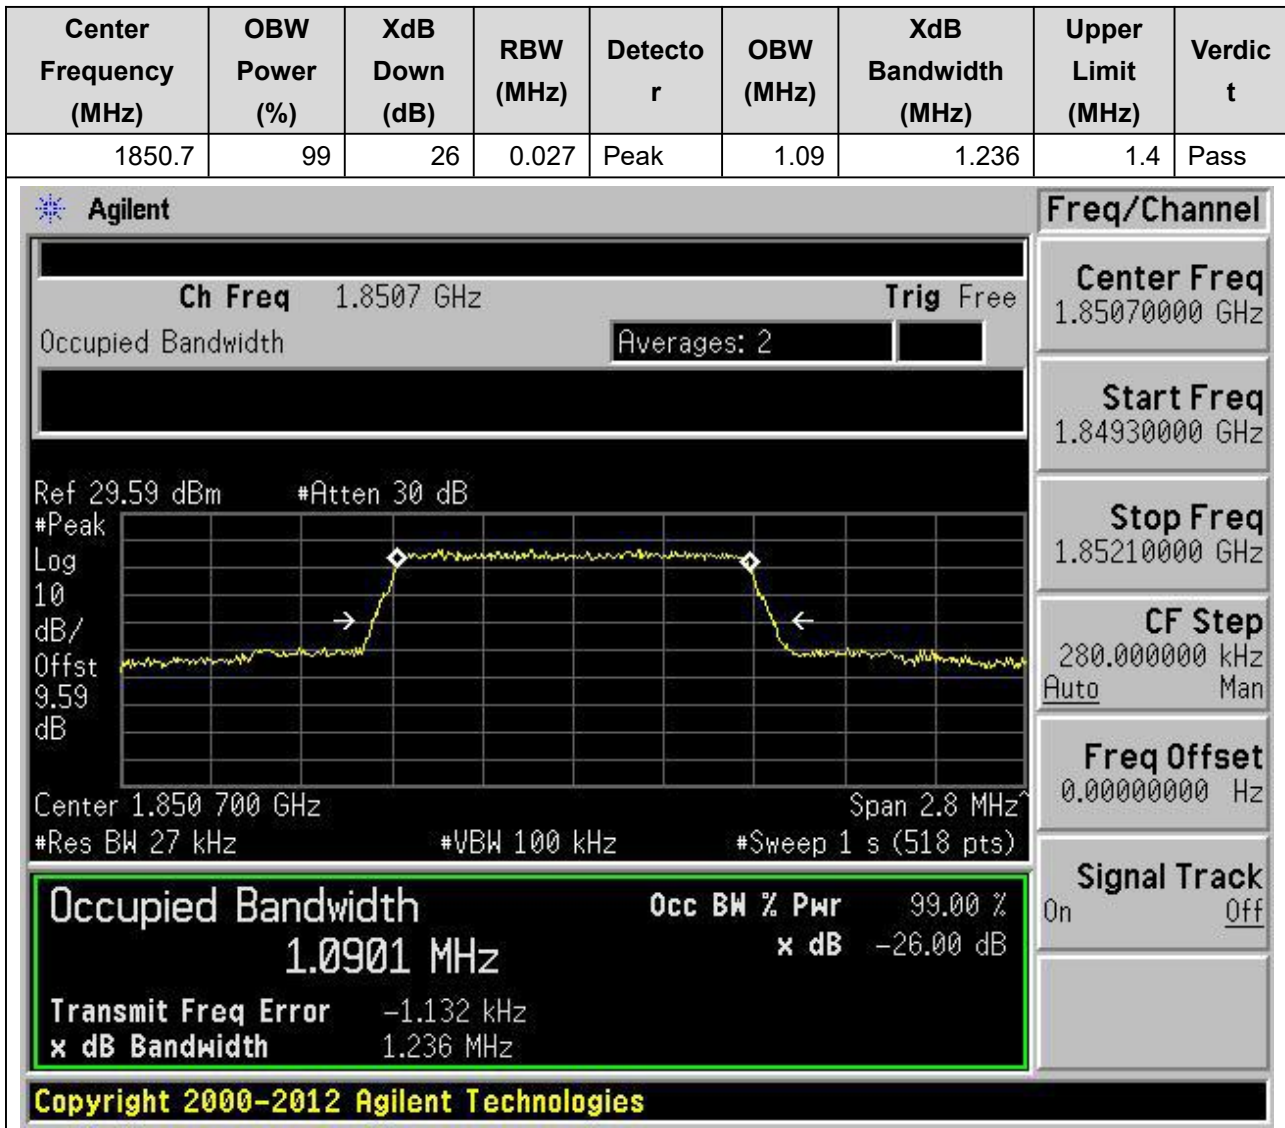 Center Frequency (MHz) OBW Power (%) XdB Down (dB) RBW (MHz) Detecto r OBW (MHz) XdB Bandwidth (MHz) Upper Limit (MHz) Verdic t
1850.7 99 26 0.027 Peak 1.09 1.236 1.4 Pass
Agilent
Freq/Channel
Ch Freq 1.8507 GHz Trig Free
Occupied Bandwidth Averages: 2
Center Freq
1.85070000 GHz
Start Freq
1.84930000 GHz
Stop Freq
1.85210000 GHz
CF Step
280.000000 kHz
Auto Man
Freq Offset
0.00000000 Hz
Signal Track
On Off
Ref 29.59 dBm #Atten 30 dB
#Peak
Log
10
dB/
Offst
9.59
dB
Center 1.850 700 GHz Span 2.8 MHz^
#Res BW 27 kHz #VBW 100 kHz #Sweep 1 s (518 pts)
Occupied Bandwidth Occ BW % Pwr 99.00 %
1.0901 MHz x dB -26.00 dB
Transmit Freq Error -1.132 kHz
x dB Bandwidth 1.236 MHz
Copyright 2000-2012 Agilent Technologies